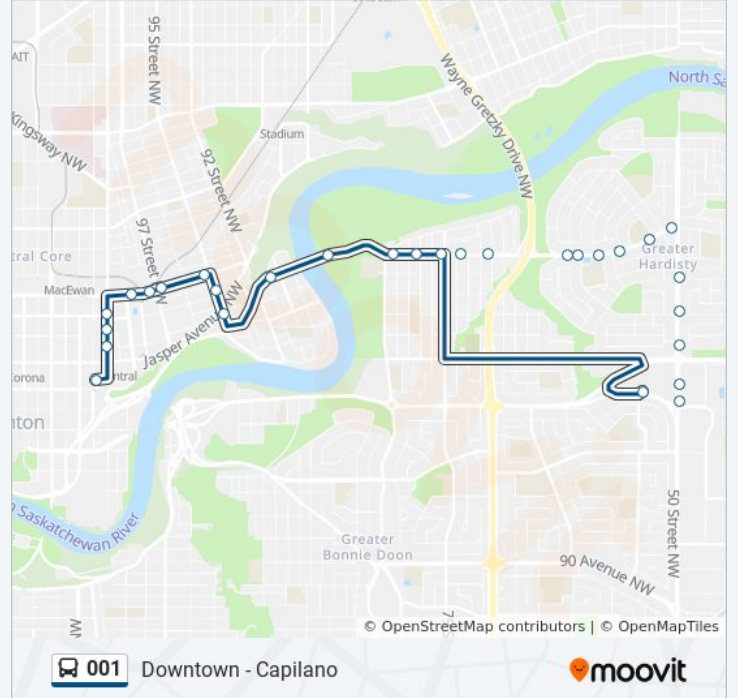 95 Street NW
AIT
Wayne Gretzky Drive NW
North Sa
Kingsway NW
Stadium
92 Street NW
97 Street NW
tral Core
Greater
Hardisty
MacEwan
Jasper Avenue NW
Corona
Central
nton
Saskatchewan River
50 Street NW
Greater
Bonnie Doon
90 Avenue NW
NW
© OpenStreetMap contributors | © OpenMapTiles
001 Downtown - Capilano
moovit